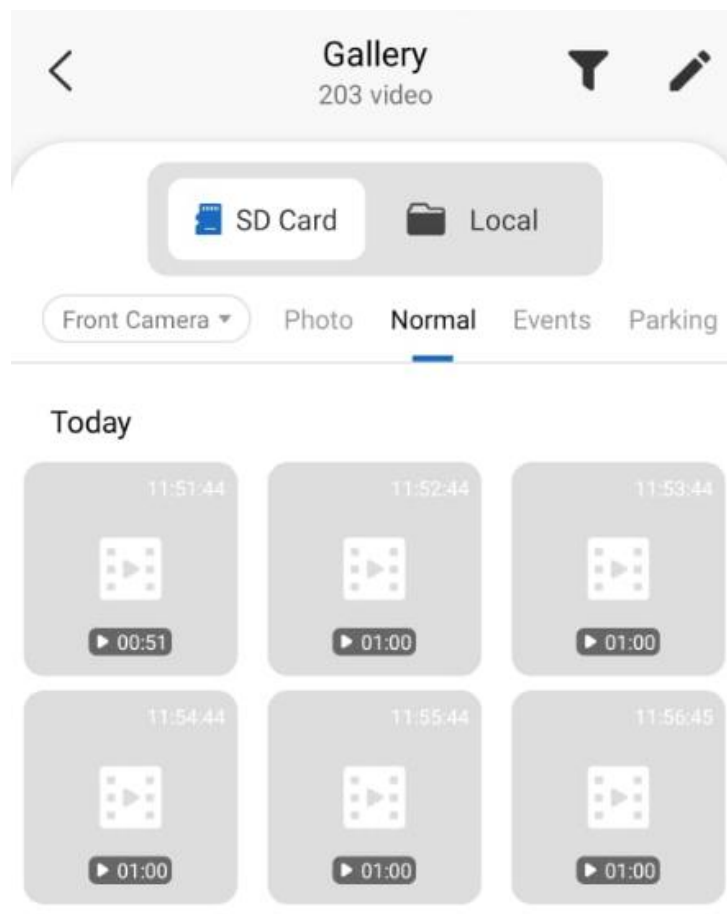 Gallery
203 video
SD Card Local
Front Camera Photo Normal Events Parking
Today
11:51:44 11:52:44 11:53:44
00:51 01:00 01:00
11:54:44 11:55:44 11:56:45
01:00 01:00 01:00